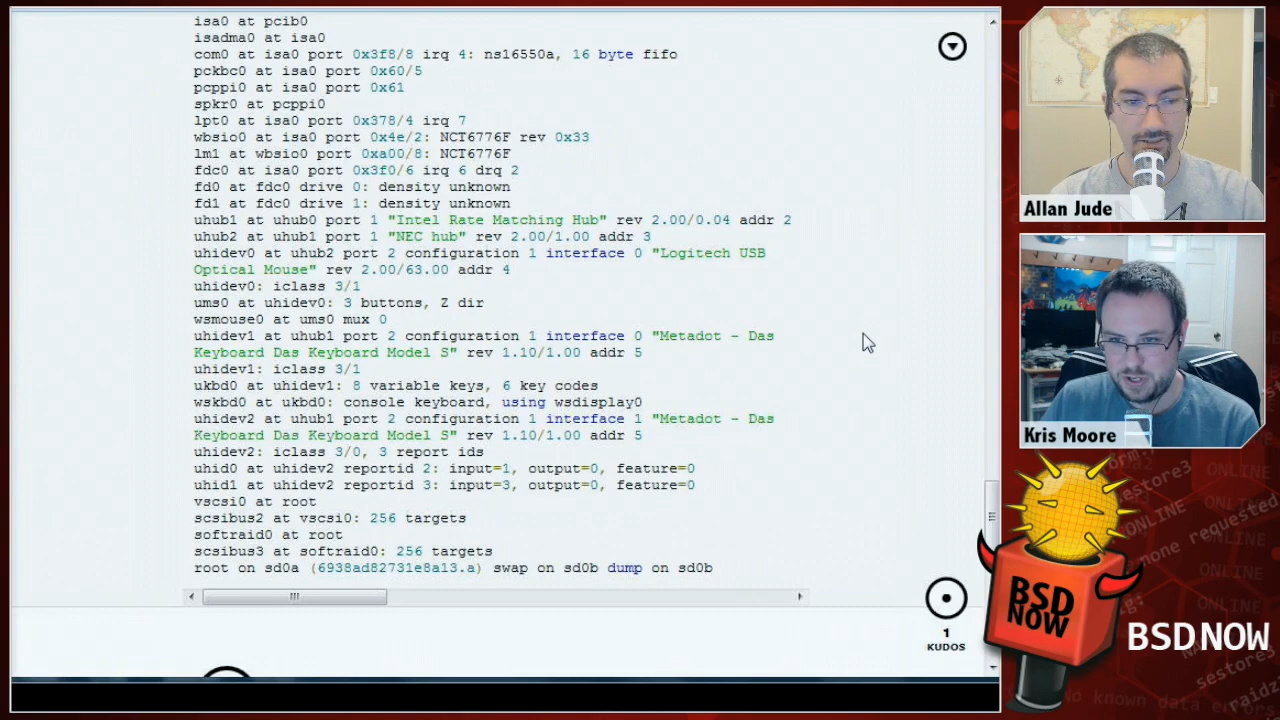 isa0 at pcib0
isadma0 at isa0
com0 at isa0 port 0x3f8/8 irq 4: ns16550a, 16 byte fifo
pckbc0 at isa0 port 0x60/5
pcppi0 at isa0 port 0x61
spkr0 at pcppi0
lpt0 at isa0 port 0x378/4 irq 7
wbsio0 at isa0 port 0x4e/2: NCT6776F rev 0x33
lm1 at wbsio0 port 0xa00/8: NCT6776F
fdc0 at isa0 port 0x3f0/6 irq 6 drq 2
fd0 at fdc0 drive 0: density unknown
fd1 at fdc0 drive 1: density unknown
uhub1 at uhub0 port 1 "Intel Rate Matching Hub" rev 2.00/0.04 addr 2
uhub2 at uhub1 port 1 "NEC hub" rev 2.00/1.00 addr 3
uhidev0 at uhub2 port 2 configuration 1 interface 0 "Logitech USB
Optical Mouse" rev 2.00/63.00 addr 4
uhidev0: iclass 3/1
ums0 at uhidev0: 3 buttons, Z dir
wsmouse0 at ums0 mux 0
uhidev1 at uhub1 port 2 configuration 1 interface 0 "Metadot - Das
Keyboard Das Keyboard Model S" rev 1.10/1.00 addr 5
uhidev1: iclass 3/1
ukbd0 at uhidev1: 8 variable keys, 6 key codes
wskbd0 at ukbd0: console keyboard, using wsdisplay0
uhidev2 at uhub1 port 2 configuration 1 interface 1 "Metadot - Das
Keyboard Das Keyboard Model S" rev 1.10/1.00 addr 5
uhidev2: iclass 3/0, 3 report ids
uhid0 at uhidev2 reportid 2: input=1, output=0, feature=0
uhid1 at uhidev2 reportid 3: input=3, output=0, feature=0
vscsi0 at root
scsibus2 at vscsi0: 256 targets
softraid0 at root
scsibus3 at softraid0: 256 targets
root on sd0a (6938ad82731e8a13.a) swap on sd0b dump on sd0b
1
KUDOS
Allan Jude
Kris Moore
BSD
NOW
BSDNOW
ONLINE
ONLINE
ONLINE
ONLINE
none requested
No known data errors